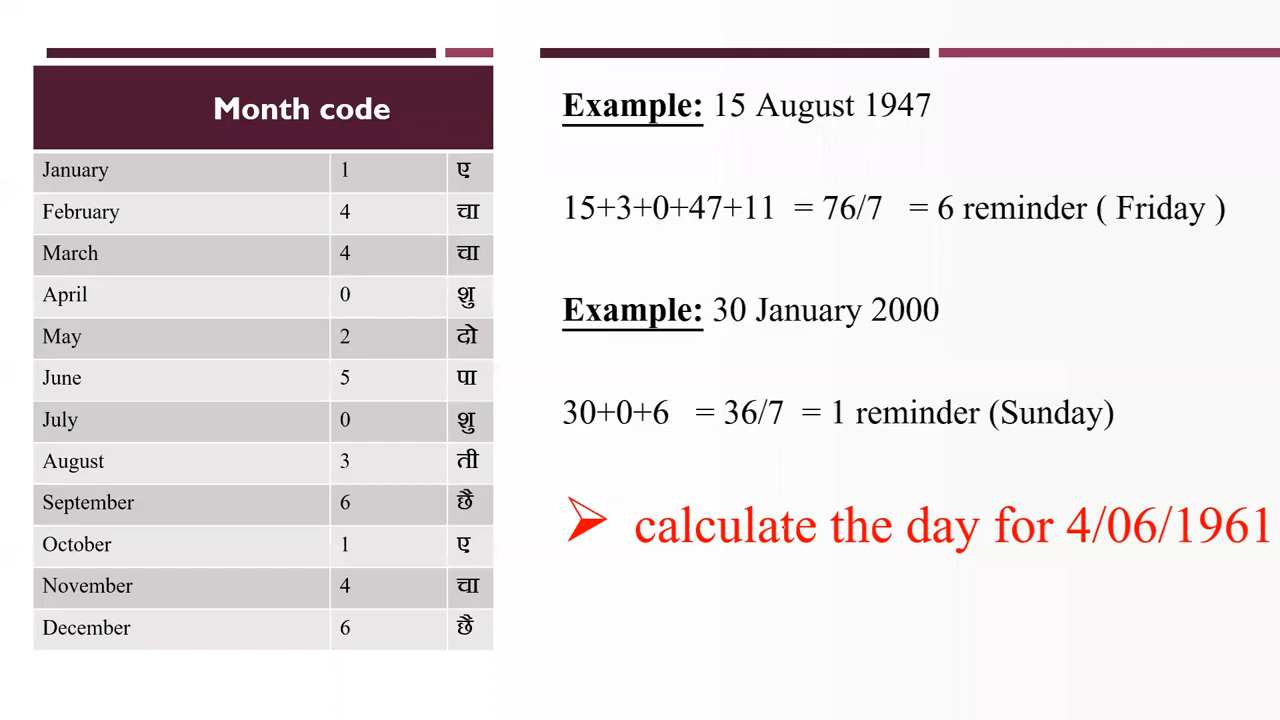 Month code
January 1 ए
February 4 चा
March 4 चा
April 0 शु
May 2 दो
June 5 पा
July 0 शु
August 3 ती
September 6 छै
October 1 ए
November 4 चा
December 6 छै
Example: 15 August 1947
15+3+0+47+11 = 76/7 = 6 reminder ( Friday )
Example: 30 January 2000
30+0+6 = 36/7 = 1 reminder (Sunday)
➢ calculate the day for 4/06/1961